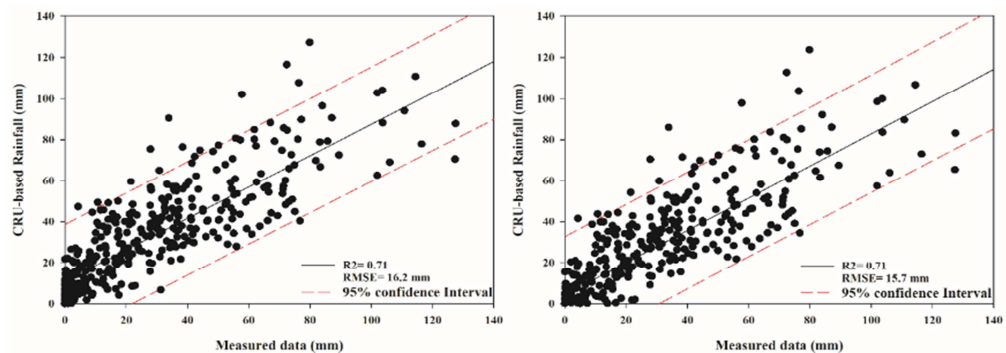 140
120
100
80
60
40
20
0
CRU-based Rainfall (mm)
R2= 0.71
RMSE= 16.2 mm
95% confidence Interval
0 20 40 60 80 100 120 140
Measured data (mm)
140
120
100
80
60
40
20
0
CRU-based Rainfall (mm)
R2= 0.71
RMSE= 15.7 mm
95% confidence Interval
0 20 40 60 80 100 120 140
Measured data (mm)